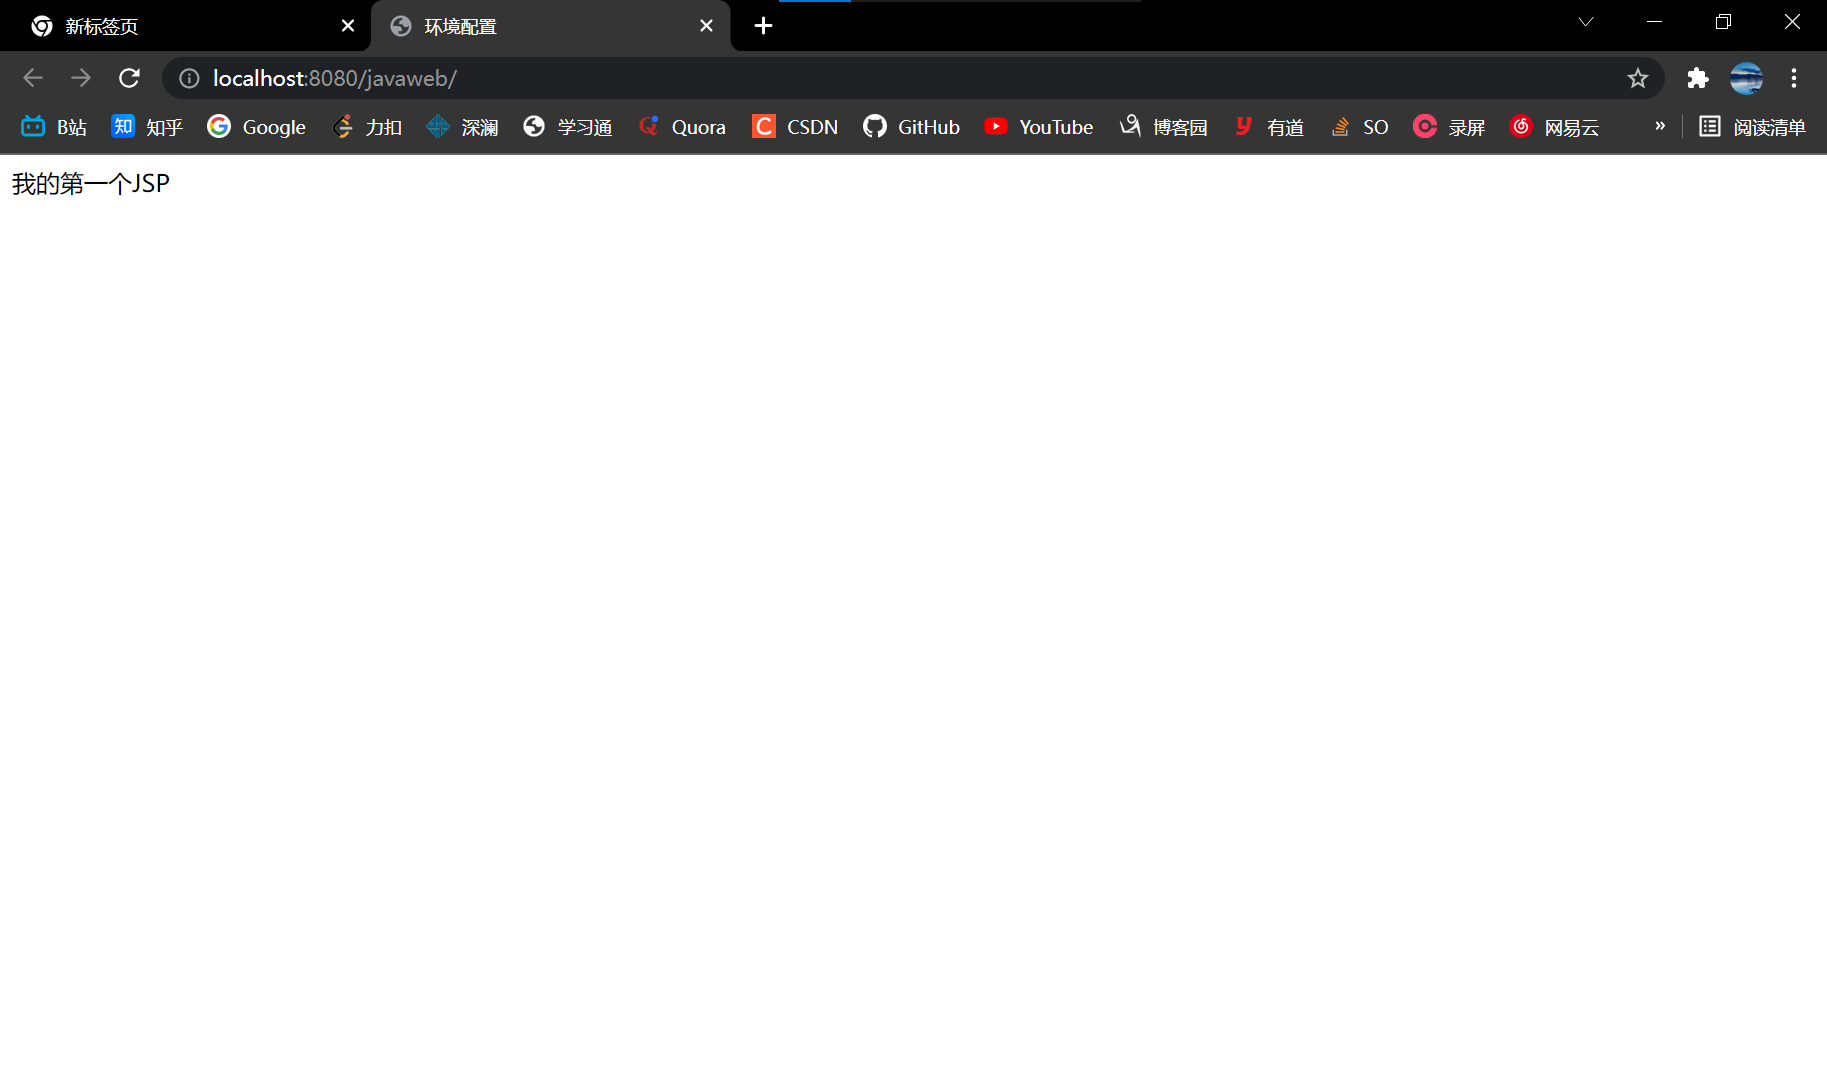 新标签页
环境配置
localhost:8080/javaweb/
B站 知乎 Google 力扣 深澜 学习通 Quora CSDN GitHub YouTube 博客园 有道 SO 录屏 网易云 » 阅读清单
我的第一个JSP